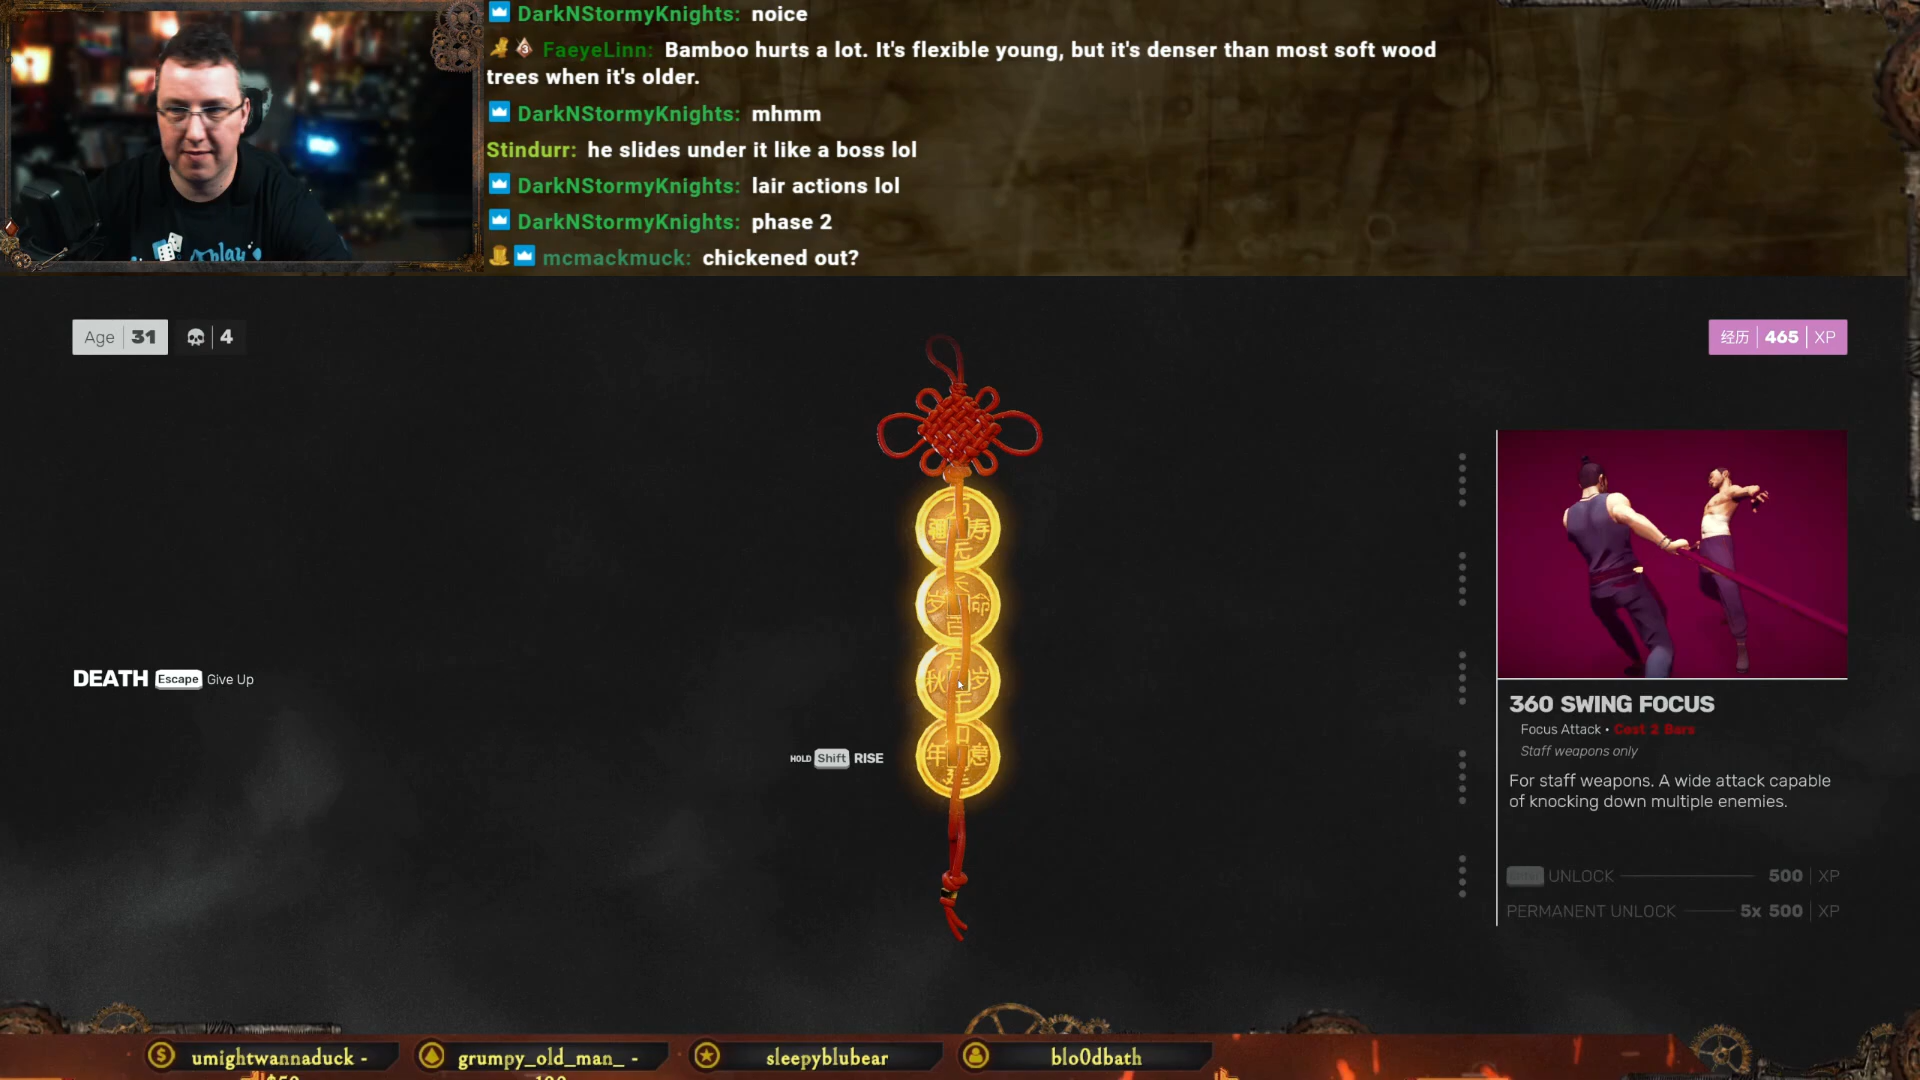 DarkNStormyKnights: noice
FaeyeLinn: Bamboo hurts a lot. It's flexible young, but it's denser than most soft wood
trees when it's older.
DarkNStormyKnights: mhmm
Stindurr: he slides under it like a boss lol
DarkNStormyKnights: lair actions lol
DarkNStormyKnights: phase 2
mcmackmuck: chickened out?
play
Age 31 4
经历 465 XP
DEATH Escape Give Up
HOLD Shift RISE
360 SWING FOCUS
Focus Attack • Cost 2 Bars
Staff weapons only
For staff weapons. A wide attack capable
of knocking down multiple enemies.
UNLOCK 500 XP
PERMANENT UNLOCK 5x 500 XP
umightwannaduck -
grumpy_old_man_ -
sleepyblubear
blo0dbath